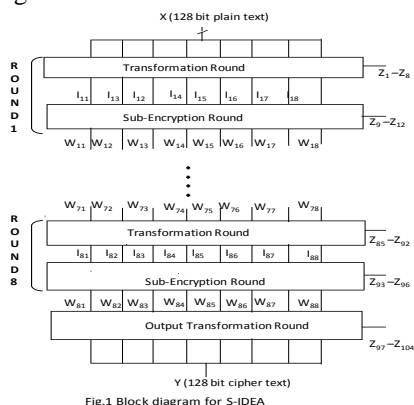 X (128 bit plain text)
Transformation Round
Z1–Z8
I11 I13 I12 I14 I15 I16 I17 I18
ROUND1
Sub-Encryption Round
Z9–Z12
W11 W12 W13 W14 W15 W16 W17 W18
W71 W72 W73 W74 W75 W76 W77 W78
Transformation Round
Z85–Z92
I81 I82 I83 I84 I85 I86 I87 I88
ROUND8
Sub-Encryption Round
Z93–Z96
W81 W82 W83 W84 W85 W86 W87 W88
Output Transformation Round
Z97–Z104
Y (128 bit cipher text)
Fig.1 Block diagram for S-IDEA